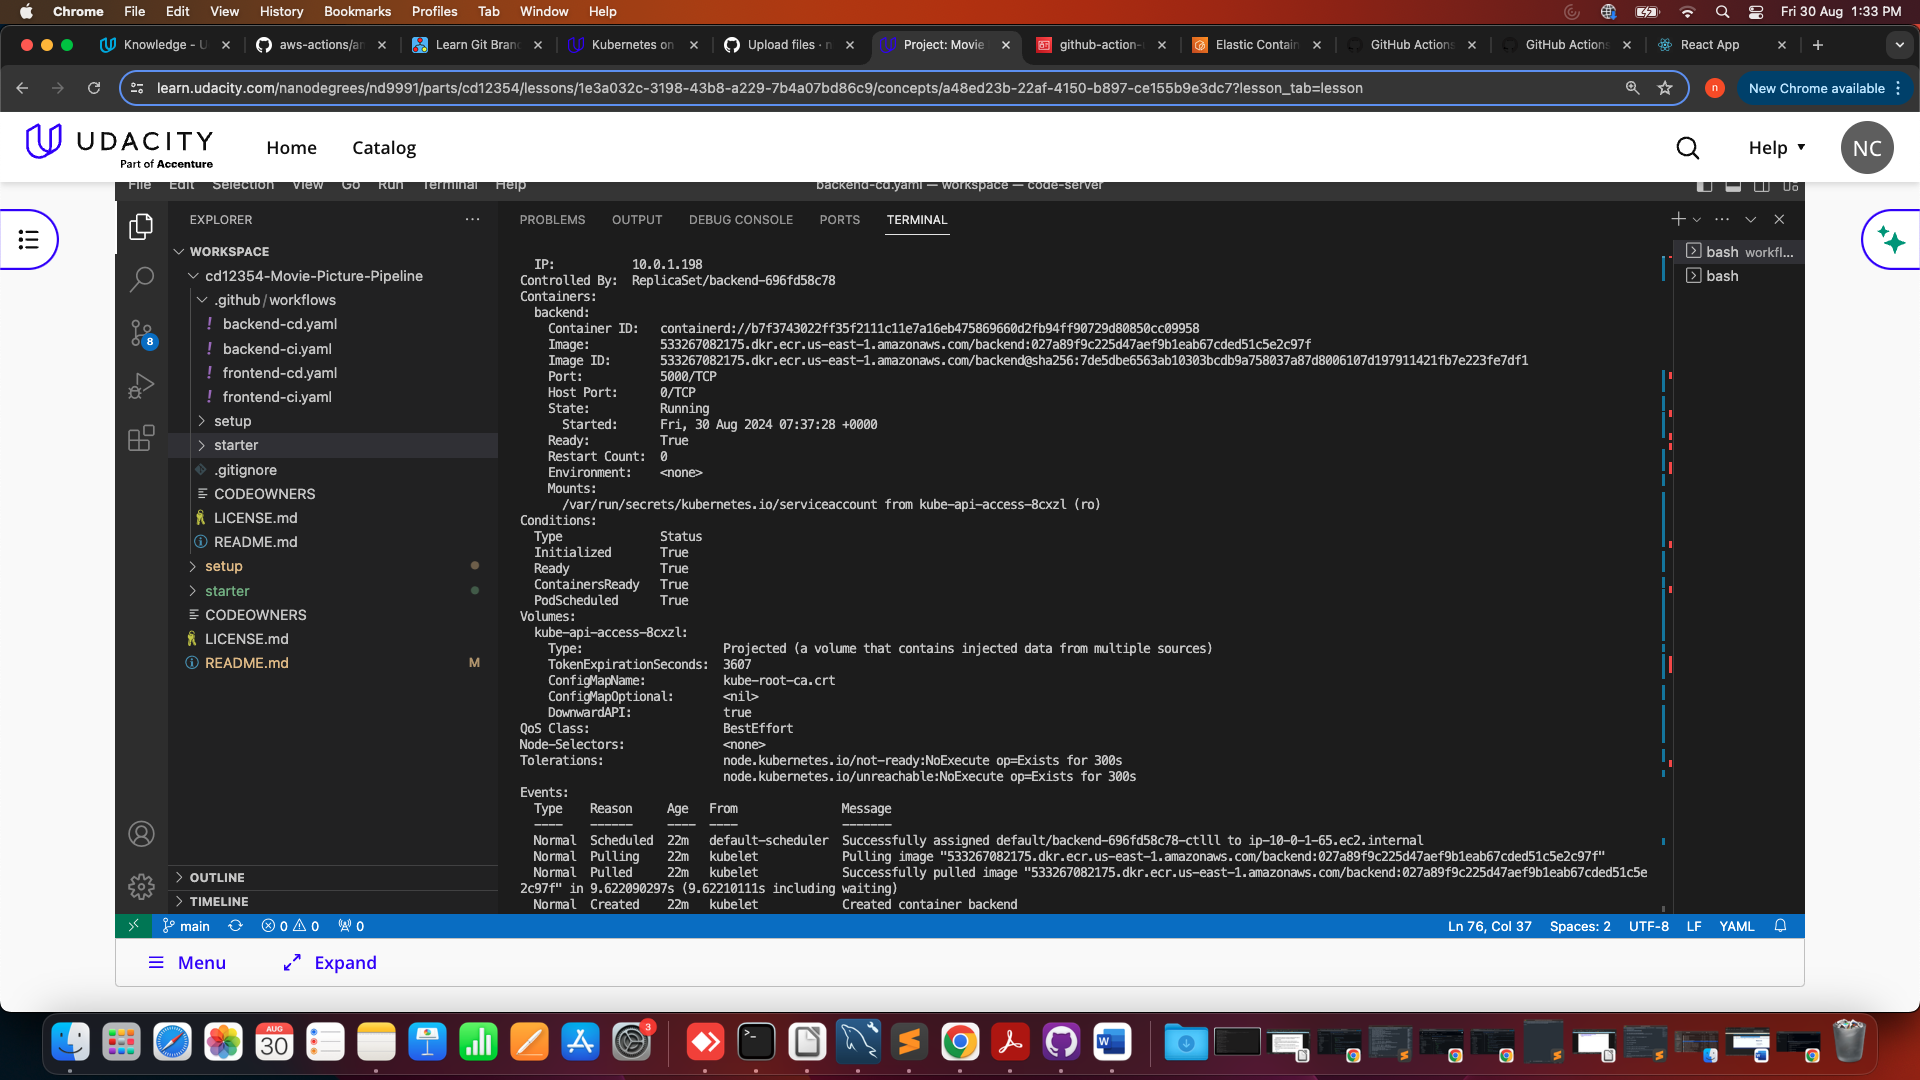 Chrome File Edit View History Bookmarks Profiles Tab Window Help
Fri 30 Aug 1:33 PM
Knowledge - U
aws-actions/a
Learn Git Bran
Kubernetes on
Upload files · n
Project: Movie
github-action-
Elastic Contain
GitHub Actions
GitHub Actions
React App
learn.udacity.com/nanodegrees/nd9991/parts/cd12354/lessons/1e3a032c-3198-43b8-a229-7b4a07bd86c9/concepts/a48ed23b-22af-4150-b897-ce155b9e3dc7?lesson_tab=lesson
n
New Chrome available
UDACITY
Part of Accenture
Home
Catalog
Help
NC
File Edit Selection View Go Run Terminal Help
backend-cd.yaml — workspace — code-server
EXPLORER
WORKSPACE
cd12354-Movie-Picture-Pipeline
.github/workflows
! backend-cd.yaml
! backend-ci.yaml
! frontend-cd.yaml
! frontend-ci.yaml
setup
starter
.gitignore
CODEOWNERS
LICENSE.md
README.md
setup
starter
CODEOWNERS
LICENSE.md
README.md M
8
OUTLINE
TIMELINE
PROBLEMS OUTPUT DEBUG CONSOLE PORTS TERMINAL
bash workfl...
bash
IP: 10.0.1.198
Controlled By: ReplicaSet/backend-696fd58c78
Containers:
backend:
Container ID: containerd://b7f3743022ff35f2111c11e7a16eb475869660d2fb94ff90729d80850cc09958
Image: 533267082175.dkr.ecr.us-east-1.amazonaws.com/backend:027a89f9c225d47aef9b1eab67cded51c5e2c97f
Image ID: 533267082175.dkr.ecr.us-east-1.amazonaws.com/backend@sha256:7de5dbe6563ab10303bcdb9a758037a87d8006107d197911421fb7e223fe7df1
Port: 5000/TCP
Host Port: 0/TCP
State: Running
Started: Fri, 30 Aug 2024 07:37:28 +0000
Ready: True
Restart Count: 0
Environment: <none>
Mounts:
/var/run/secrets/kubernetes.io/serviceaccount from kube-api-access-8cxzl (ro)
Conditions:
Type Status
Initialized True
Ready True
ContainersReady True
PodScheduled True
Volumes:
kube-api-access-8cxzl:
Type: Projected (a volume that contains injected data from multiple sources)
TokenExpirationSeconds: 3607
ConfigMapName: kube-root-ca.crt
ConfigMapOptional: <nil>
DownwardAPI: true
QoS Class: BestEffort
Node-Selectors: <none>
Tolerations: node.kubernetes.io/not-ready:NoExecute op=Exists for 300s
node.kubernetes.io/unreachable:NoExecute op=Exists for 300s
Events:
Type Reason Age From Message
---- ------ ---- ---- -------
Normal Scheduled 22m default-scheduler Successfully assigned default/backend-696fd58c78-ctlll to ip-10-0-1-65.ec2.internal
Normal Pulling 22m kubelet Pulling image "533267082175.dkr.ecr.us-east-1.amazonaws.com/backend:027a89f9c225d47aef9b1eab67cded51c5e2c97f"
Normal Pulled 22m kubelet Successfully pulled image "533267082175.dkr.ecr.us-east-1.amazonaws.com/backend:027a89f9c225d47aef9b1eab67cded51c5e
2c97f" in 9.622090297s (9.62210111s including waiting)
Normal Created 22m kubelet Created container backend
main 0 0 0
Ln 76, Col 37 Spaces: 2 UTF-8 LF YAML
Menu
Expand
AUG
30
3